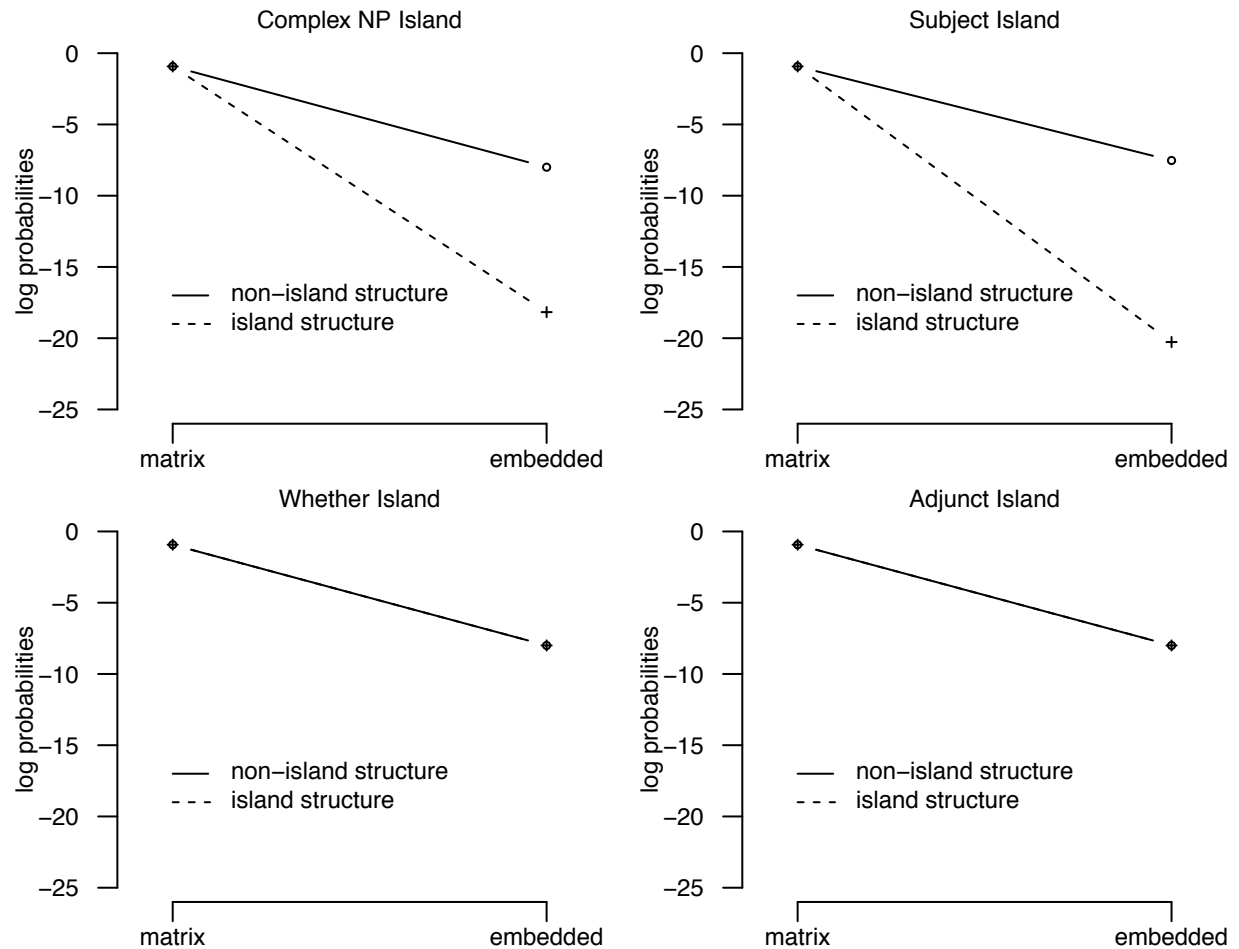 Complex NP Island
0
−5
−10
−15
−20
−25
log probabilities
non−island structure
island structure
matrix
embedded
Subject Island
0
−5
−10
−15
−20
−25
log probabilities
non−island structure
island structure
matrix
embedded
Whether Island
0
−5
−10
−15
−20
−25
log probabilities
non−island structure
island structure
matrix
embedded
Adjunct Island
0
−5
−10
−15
−20
−25
log probabilities
non−island structure
island structure
matrix
embedded